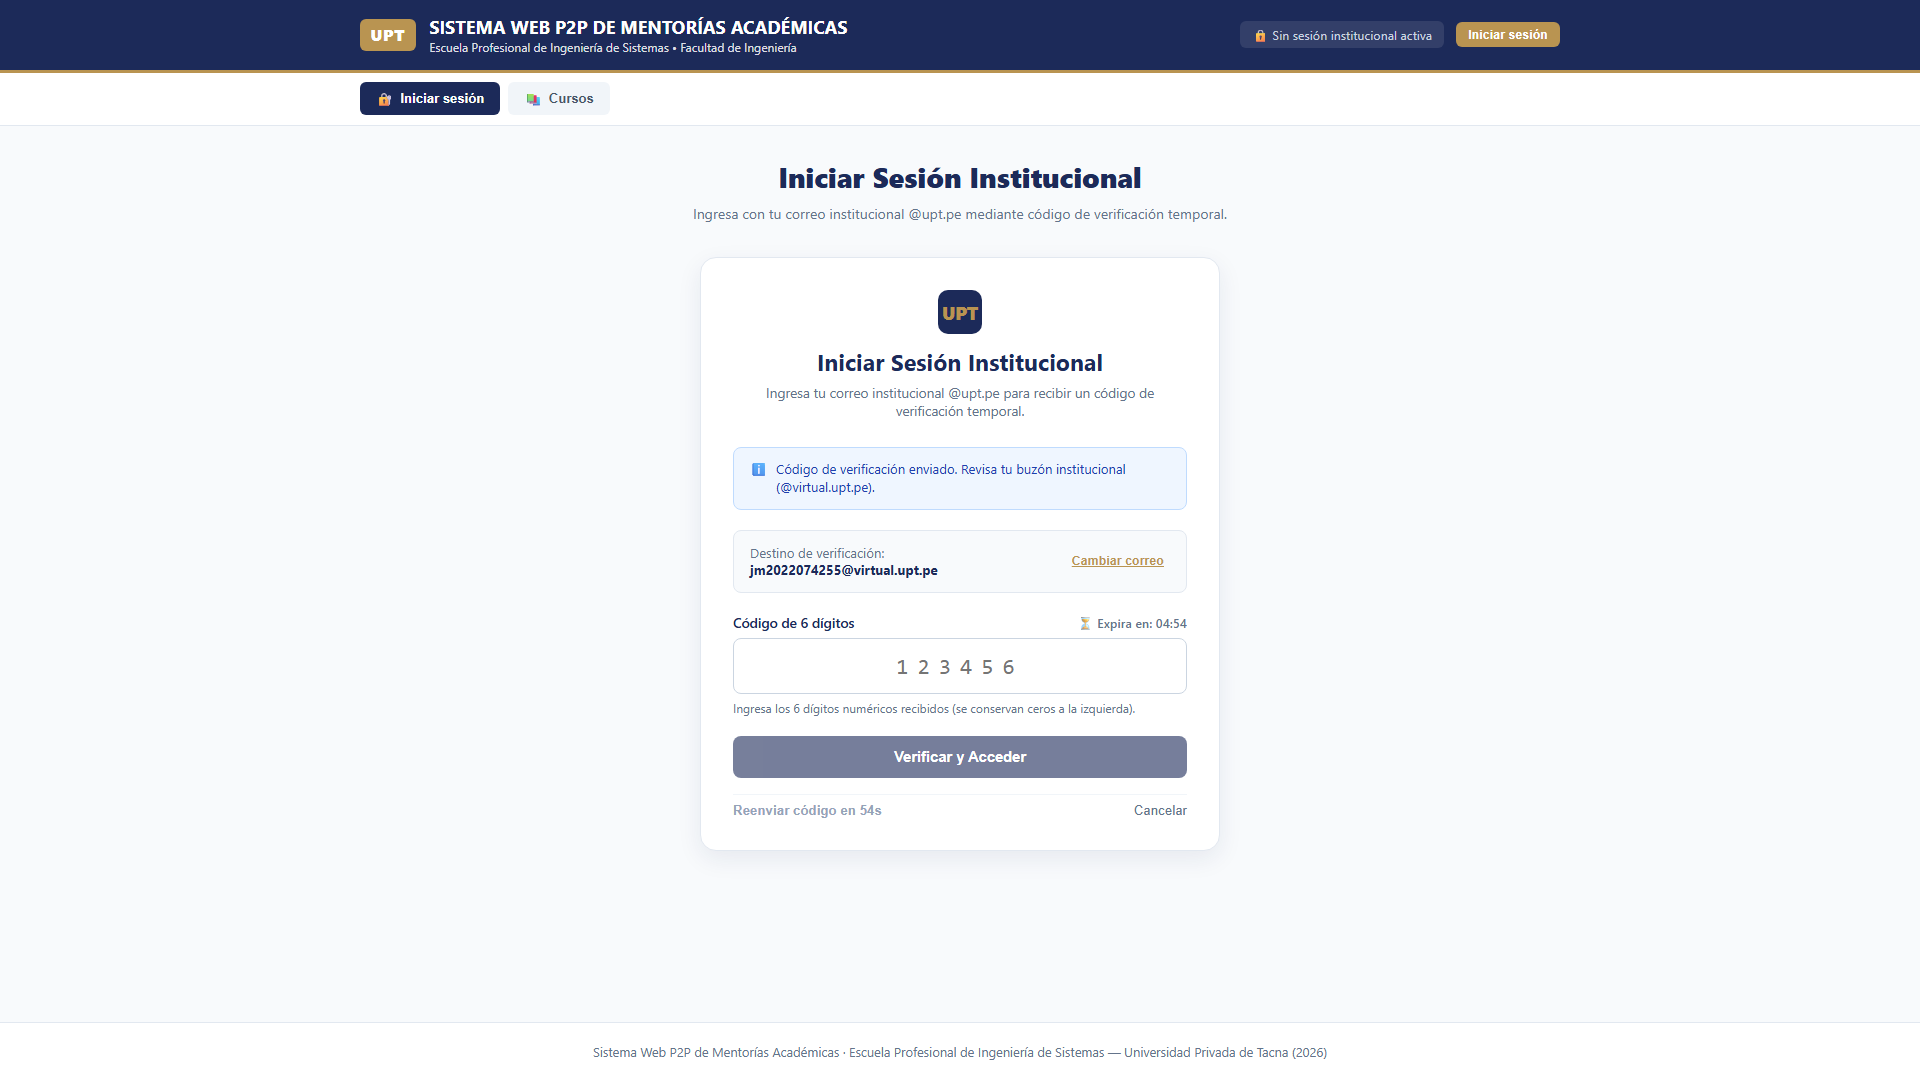 UPT
SISTEMA WEB P2P DE MENTORÍAS ACADÉMICAS
Escuela Profesional de Ingeniería de Sistemas • Facultad de Ingeniería
Sin sesión institucional activa
Iniciar sesión
Iniciar sesión
Cursos
Iniciar Sesión Institucional
Ingresa con tu correo institucional @upt.pe mediante código de verificación temporal.
UPT
Iniciar Sesión Institucional
Ingresa tu correo institucional @upt.pe para recibir un código de
verificación temporal.
Código de verificación enviado. Revisa tu buzón institucional
(@virtual.upt.pe).
Destino de verificación:
jm2022074255@virtual.upt.pe
Cambiar correo
Código de 6 dígitos
Expira en: 04:54
1 2 3 4 5 6
Ingresa los 6 dígitos numéricos recibidos (se conservan ceros a la izquierda).
Verificar y Acceder
Reenviar código en 54s
Cancelar
Sistema Web P2P de Mentorías Académicas · Escuela Profesional de Ingeniería de Sistemas — Universidad Privada de Tacna (2026)